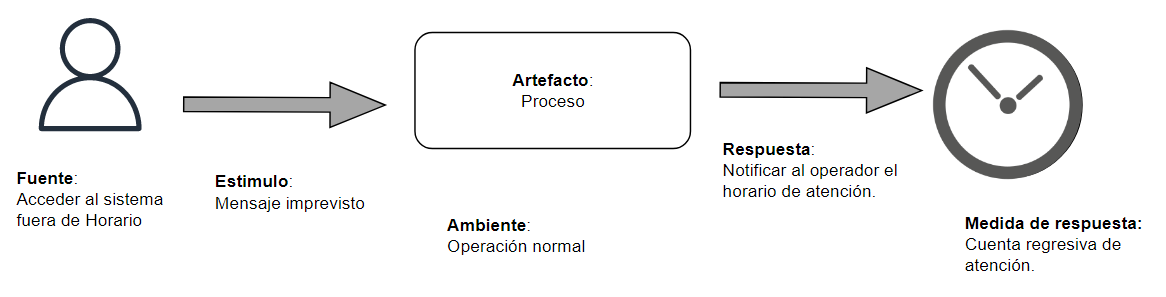 Fuente:
Acceder al sistema
fuera de Horario
Estimulo:
Mensaje imprevisto
Artefacto:
Proceso
Ambiente:
Operación normal
Respuesta:
Notificar al operador el
horario de atención.
Medida de respuesta:
Cuenta regresiva de
atención.